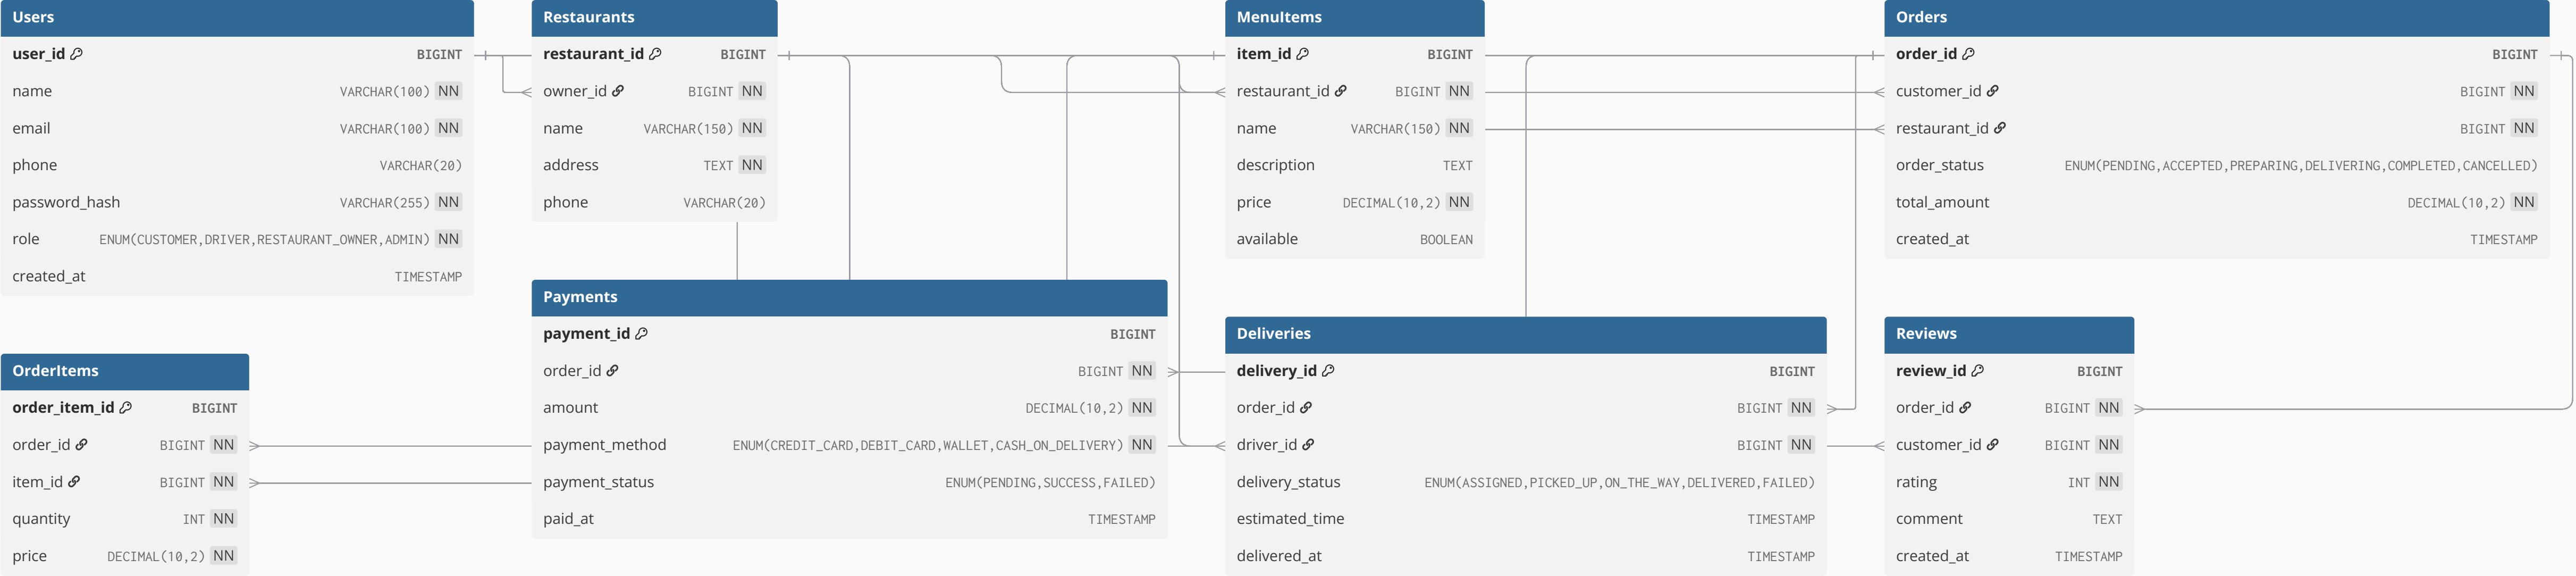 Users
user_id BIGINT
name VARCHAR(100) NN
email VARCHAR(100) NN
phone VARCHAR(20)
password_hash VARCHAR(255) NN
role ENUM(CUSTOMER,DRIVER,RESTAURANT_OWNER,ADMIN) NN
created_at TIMESTAMP
Restaurants
restaurant_id BIGINT
owner_id BIGINT NN
name VARCHAR(150) NN
address TEXT NN
phone VARCHAR(20)
MenuItems
item_id BIGINT
restaurant_id BIGINT NN
name VARCHAR(150) NN
description TEXT
price DECIMAL(10,2) NN
available BOOLEAN
Orders
order_id BIGINT
customer_id BIGINT NN
restaurant_id BIGINT NN
order_status ENUM(PENDING,ACCEPTED,PREPARING,DELIVERING,COMPLETED,CANCELLED)
total_amount DECIMAL(10,2) NN
created_at TIMESTAMP
OrderItems
order_item_id BIGINT
order_id BIGINT NN
item_id BIGINT NN
quantity INT NN
price DECIMAL(10,2) NN
Payments
payment_id BIGINT
order_id BIGINT NN
amount DECIMAL(10,2) NN
payment_method ENUM(CREDIT_CARD,DEBIT_CARD,WALLET,CASH_ON_DELIVERY) NN
payment_status ENUM(PENDING,SUCCESS,FAILED)
paid_at TIMESTAMP
Deliveries
delivery_id BIGINT
order_id BIGINT NN
driver_id BIGINT NN
delivery_status ENUM(ASSIGNED,PICKED_UP,ON_THE_WAY,DELIVERED,FAILED)
estimated_time TIMESTAMP
delivered_at TIMESTAMP
Reviews
review_id BIGINT
order_id BIGINT NN
customer_id BIGINT NN
rating INT NN
comment TEXT
created_at TIMESTAMP